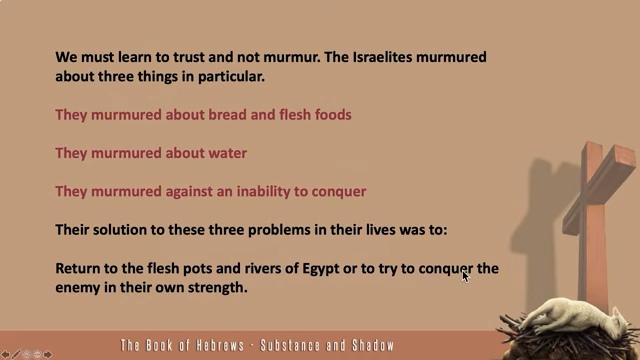 We must learn to trust and not murmur. The Israelites murmured
about three things in particular.
They murmured about bread and flesh foods
They murmured about water
They murmured against an inability to conquer
Their solution to these three problems in their lives was to:
Return to the flesh pots and rivers of Egypt or to try to conquer the
enemy in their own strength.
The Book of Hebrews - Substance and Shadow